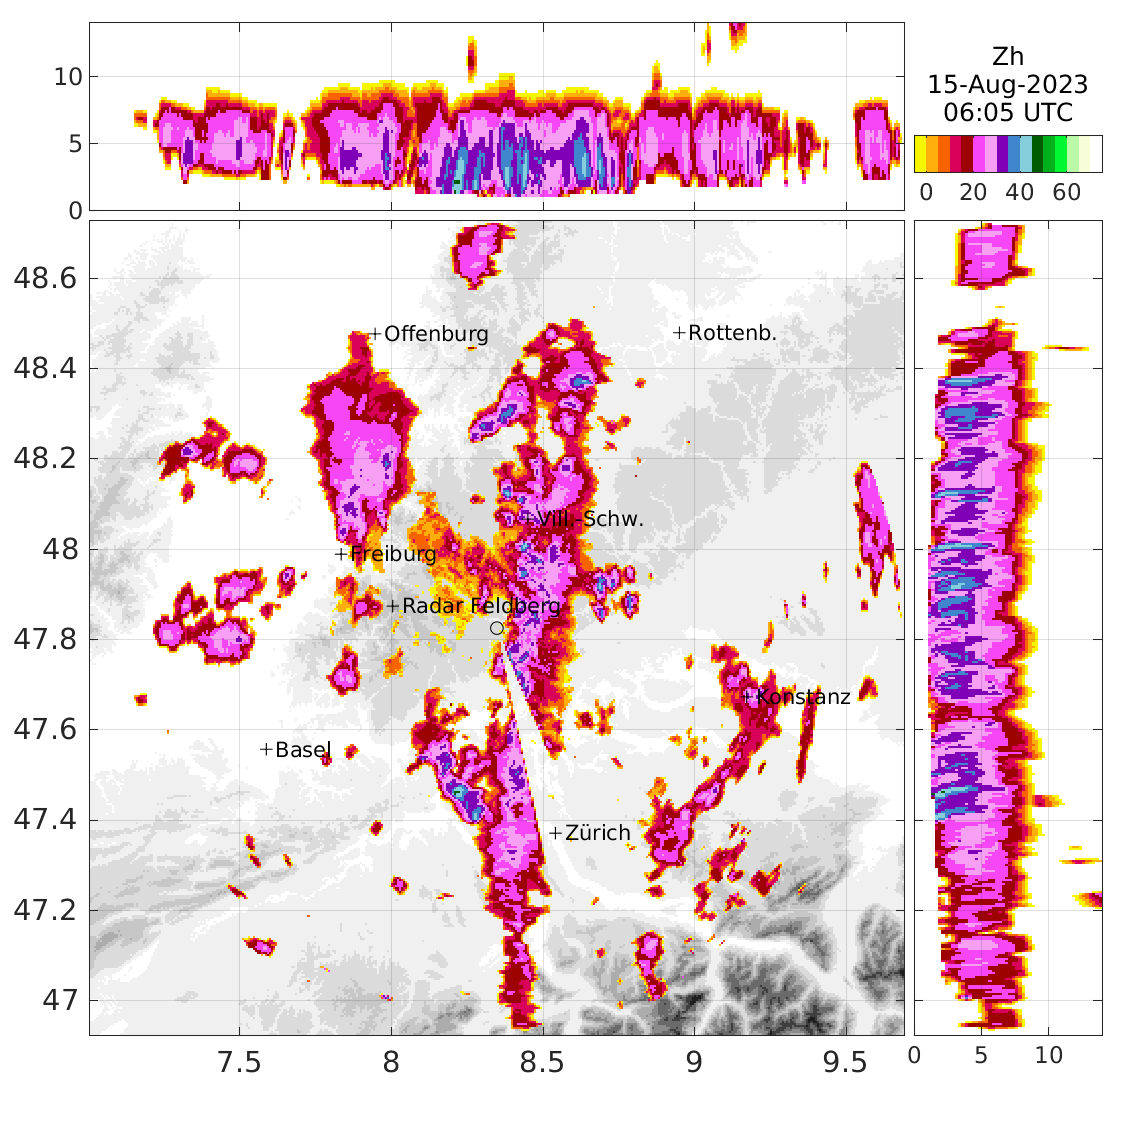 10
5
0
Zh
15-Aug-2023
06:05 UTC
0 20 40 60
48.6
48.4
48.2
48
47.8
47.6
47.4
47.2
47
+Offenburg
+Rottenb.
+Vill.-Schw.
+Freiburg
+Radar Feldberg
+Konstanz
+Basel
+Zürich
7.5 8 8.5 9 9.5
0 5 10